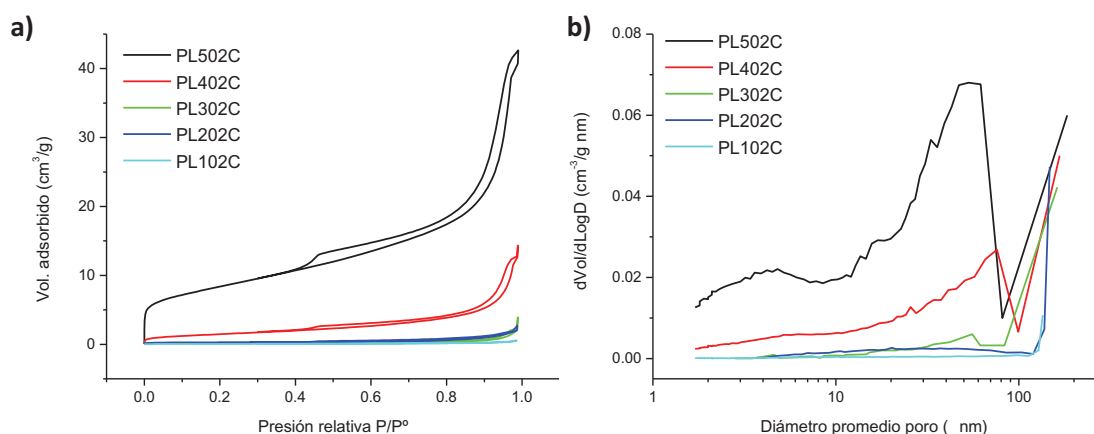 a)
PL502C
PL402C
PL302C
PL202C
PL102C
Vol. adsorbido (cm³/g)
40
30
20
10
0
0.0 0.2 0.4 0.6 0.8 1.0
Presión relativa P/Pº
b)
PL502C
PL402C
PL302C
PL202C
PL102C
dVol/dLogD (cm⁻³/g nm)
0.08
0.06
0.04
0.02
0.00
1 10 100
Diámetro promedio poro ( nm)